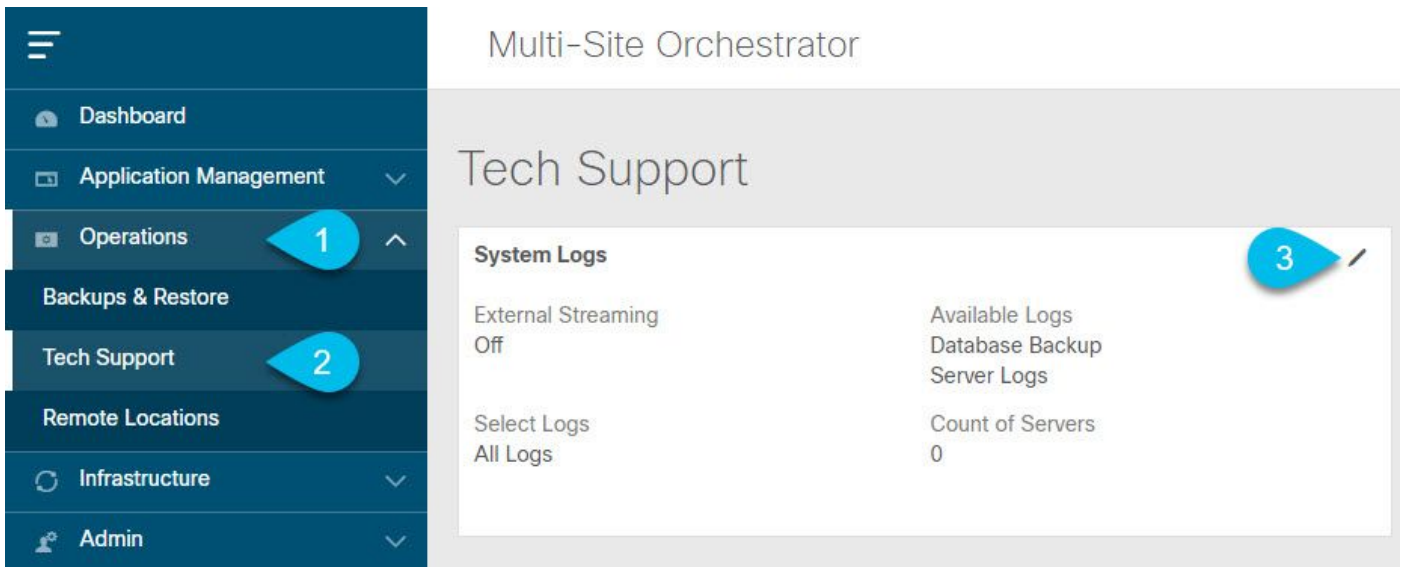 Multi-Site Orchestrator
Dashboard
Application Management
Operations
1
Backups & Restore
Tech Support
2
Remote Locations
Infrastructure
Admin
Tech Support
System Logs
3
External Streaming
Off
Available Logs
Database Backup
Server Logs
Select Logs
All Logs
Count of Servers
0